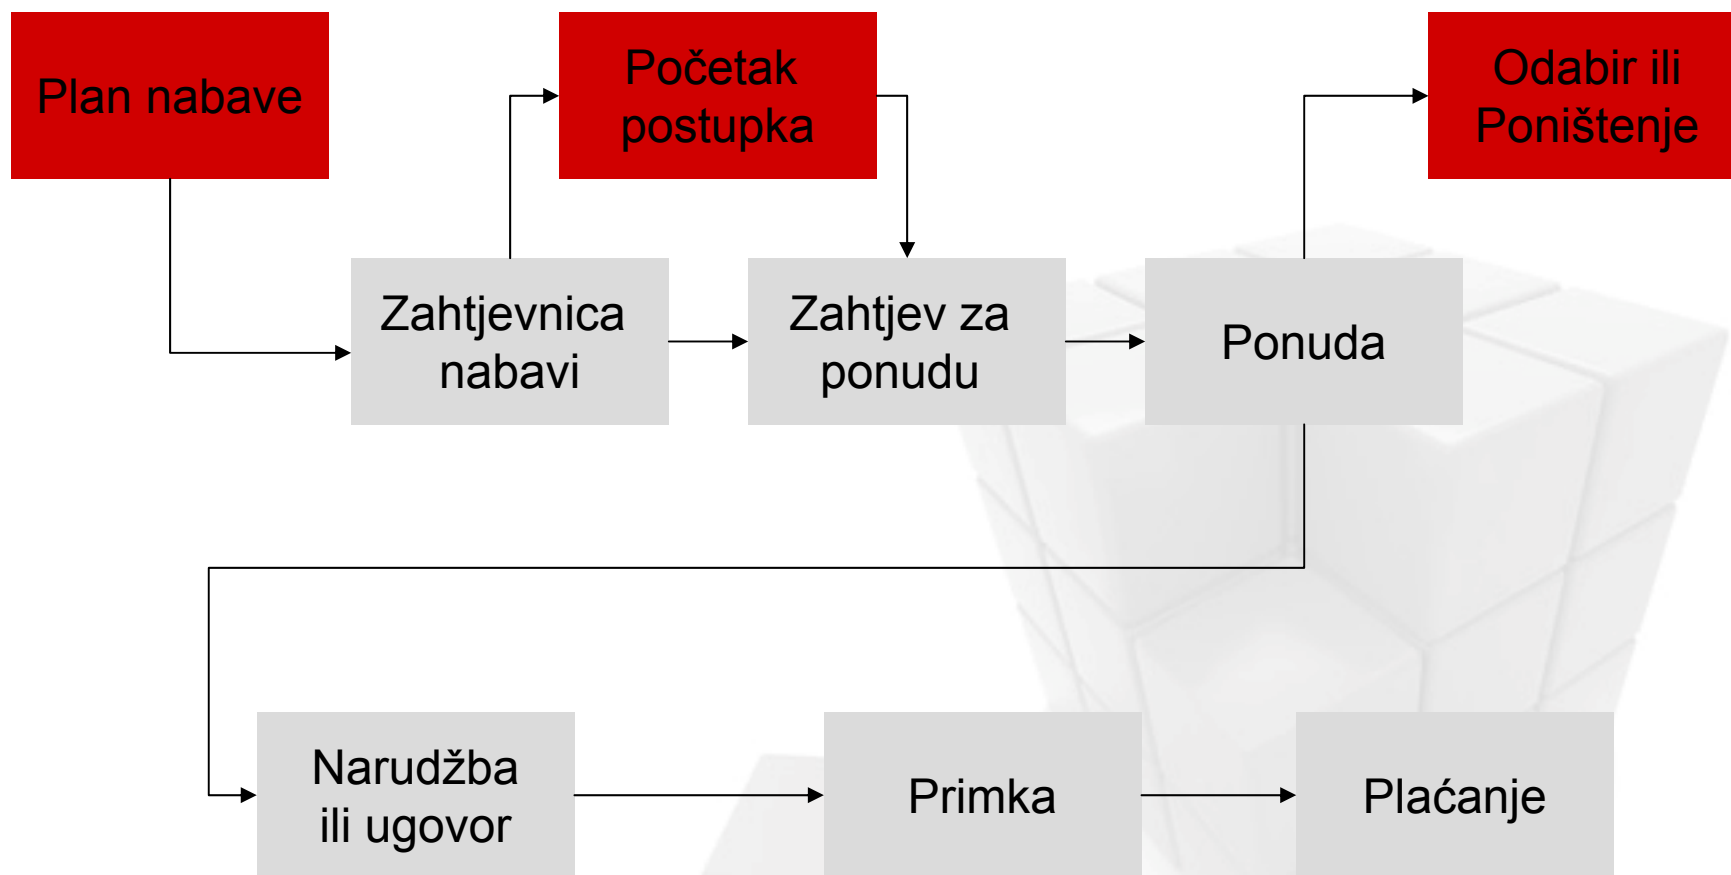 Plan nabave
Početak
postupka
Odabir ili
Poništenje
Zahtjevnica
nabavi
Zahtjev za
ponudu
Ponuda
Narudžba
ili ugovor
Primka
Plaćanje